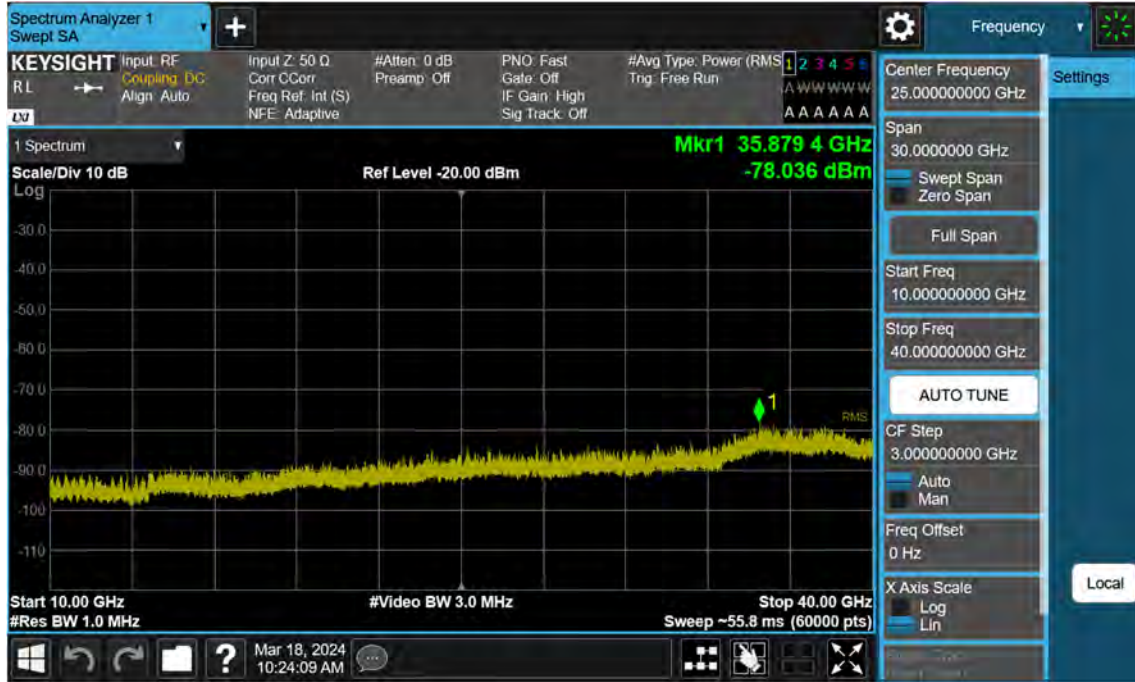 Spectrum Analyzer 1
Swept SA
Frequency
KEYSIGHT
RL
LXI
Input: RF
Coupling: DC
Align: Auto
Input Z: 50 Ω
Corr CCorr
Freq Ref: Int (S)
NFE: Adaptive
#Atten: 0 dB
Preamp: Off
PNO: Fast
Gate: Off
IF Gain: High
Sig Track: Off
#Avg Type: Power (RMS
Trig: Free Run
1 2 3 4 5 6
A W W W W W
A A A A A A
Center Frequency
25.000000000 GHz
Settings
Span
30.0000000 GHz
Swept Span
Zero Span
Full Span
Start Freq
10.000000000 GHz
Stop Freq
40.000000000 GHz
AUTO TUNE
CF Step
3.000000000 GHz
Auto
Man
Freq Offset
0 Hz
X Axis Scale
Log
Lin
Local
1 Spectrum
Mkr1 35.879 4 GHz
-78.036 dBm
Scale/Div 10 dB
Ref Level -20.00 dBm
Log
-30.0
-40.0
-50.0
-60.0
-70.0
1
RMS
-80.0
-90.0
-100
-110
Start 10.00 GHz
#Video BW 3.0 MHz
Stop 40.00 GHz
#Res BW 1.0 MHz
Sweep ~55.8 ms (60000 pts)
?
Mar 18, 2024
10:24:09 AM